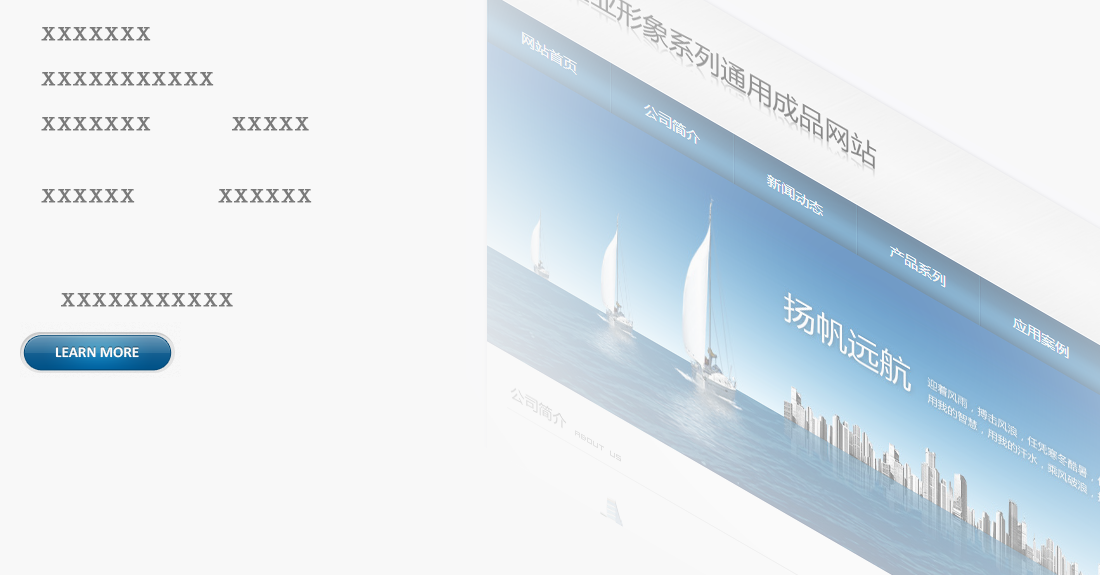 XXXXXXX
XXXXXXXXXXX
XXXXXXX XXXXX
XXXXXX XXXXXX
XXXXXXXXXXX
LEARN MORE
业形象系列通用成品网站
网站首页
公司简介
新闻动态
产品系列
应用案例
扬帆远航
迎着风雨，搏击风浪，任凭寒冬酷暑，
用我的智慧，用我的汗水，乘风破浪，
公司简介 ABOUT US